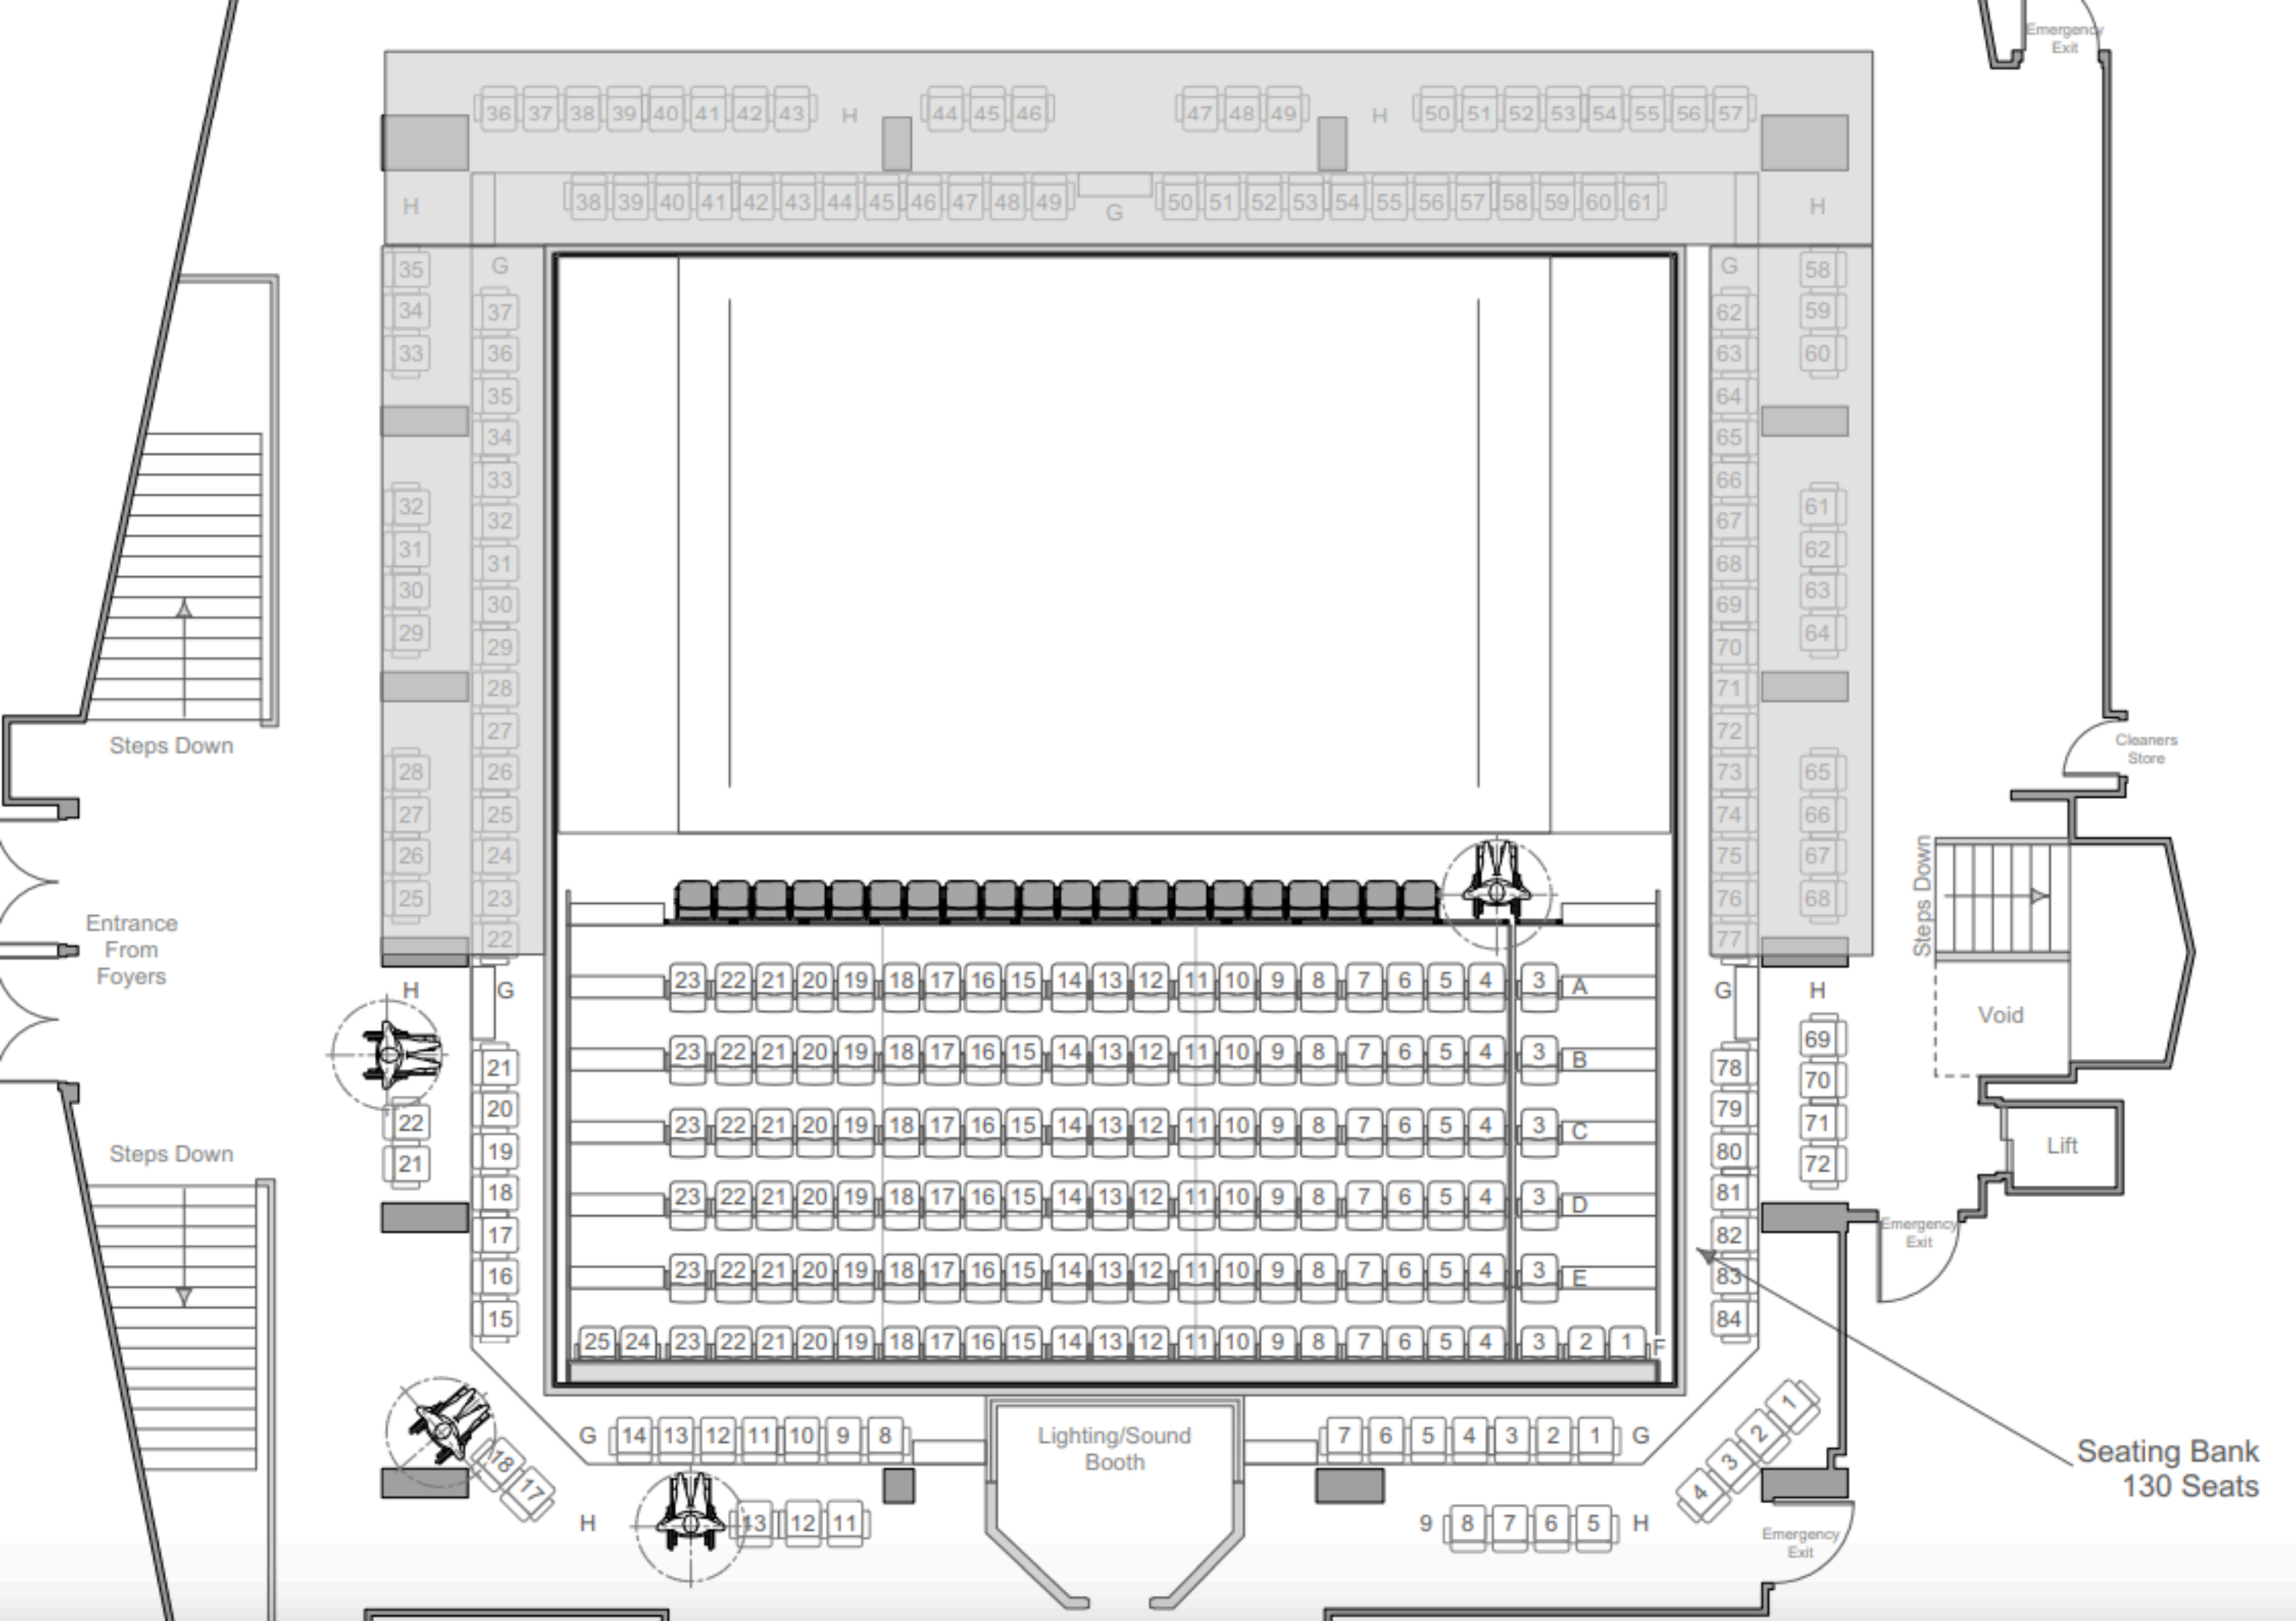 Emergency
Exit
36 37 38 39 40 41 42 43 H 44 45 46 47 48 49 H 50 51 52 53 54 55 56 57
H 38 39 40 41 42 43 44 45 46 47 48 49 G 50 51 52 53 54 55 56 57 58 59 60 61 H
35 G G 58
34 37 62 59
33 36 63 60
35 64
34 65
33 66
32 32 67 61
31 31 68 62
30 30 69 63
29 29 70 64
28 71
27 72
Steps Down
Cleaners
Store
28 26 73 65
27 25 74 66
26 24 75 67
25 23 76 68
22 77
Entrance
From
Foyers
Steps Down
23 22 21 20 19 18 17 16 15 14 13 12 11 10 9 8 7 6 5 4 3 A
H G G H
Void
69
23 22 21 20 19 18 17 16 15 14 13 12 11 10 9 8 7 6 5 4 3 B
21 78 70
22 20 79 71
23 22 21 20 19 18 17 16 15 14 13 12 11 10 9 8 7 6 5 4 3 C
Steps Down
21 19 80 72
Lift
18 81
23 22 21 20 19 18 17 16 15 14 13 12 11 10 9 8 7 6 5 4 3 D
17 82
Emergency
Exit
23 22 21 20 19 18 17 16 15 14 13 12 11 10 9 8 7 6 5 4 3 E
16 83
15 84
25 24 23 22 21 20 19 18 17 16 15 14 13 12 11 10 9 8 7 6 5 4 3 2 1 F
G 14 13 12 11 10 9 8
Lighting/Sound
Booth
7 6 5 4 3 2 1 G
1
2
3
4
18
17
Seating Bank
130 Seats
H 13 12 11 9 8 7 6 5 H
Emergency
Exit